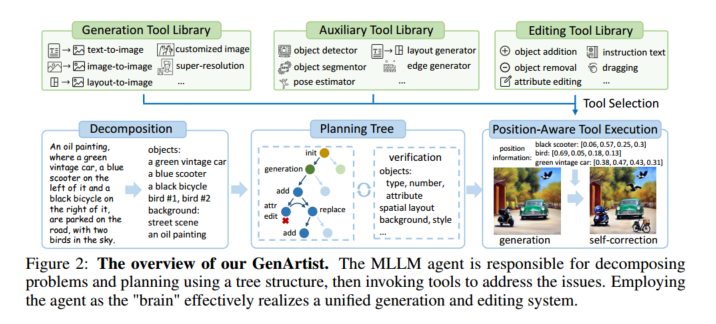 Generation Tool Library
text-to-image
customized image
image-to-image
super-resolution
layout-to-image
...
Auxiliary Tool Library
object detector
layout generator
object segmentor
edge generator
pose estimator
...
Editing Tool Library
object addition
instruction text
object removal
dragging
attribute editing
...
Tool Selection
Decomposition
An oil painting,
where a green
vintage car, a blue
scooter on the
left of it and a
black bicycle on
the right of it,
are parked on the
road, with two
birds in the sky.
objects:
a green vintage car
a blue scooter
a black bicycle
bird #1, bird #2
background:
street scene
an oil painting
Planning Tree
init
generation
add
attr
edit
replace
add
verification
objects:
type, number,
attribute
spatial layout
background, style
...
Position-Aware Tool Execution
position
information:
black scooter: [0.06, 0.57, 0.25, 0.3]
bird: [0.69, 0.05, 0.18, 0.13]
green vintage car: [0.38, 0.47, 0.43, 0.31]
generation
self-correction
Figure 2: The overview of our GenArtist. The MLLM agent is responsible for decomposing
problems and planning using a tree structure, then invoking tools to address the issues. Employing
the agent as the "brain" effectively realizes a unified generation and editing system.